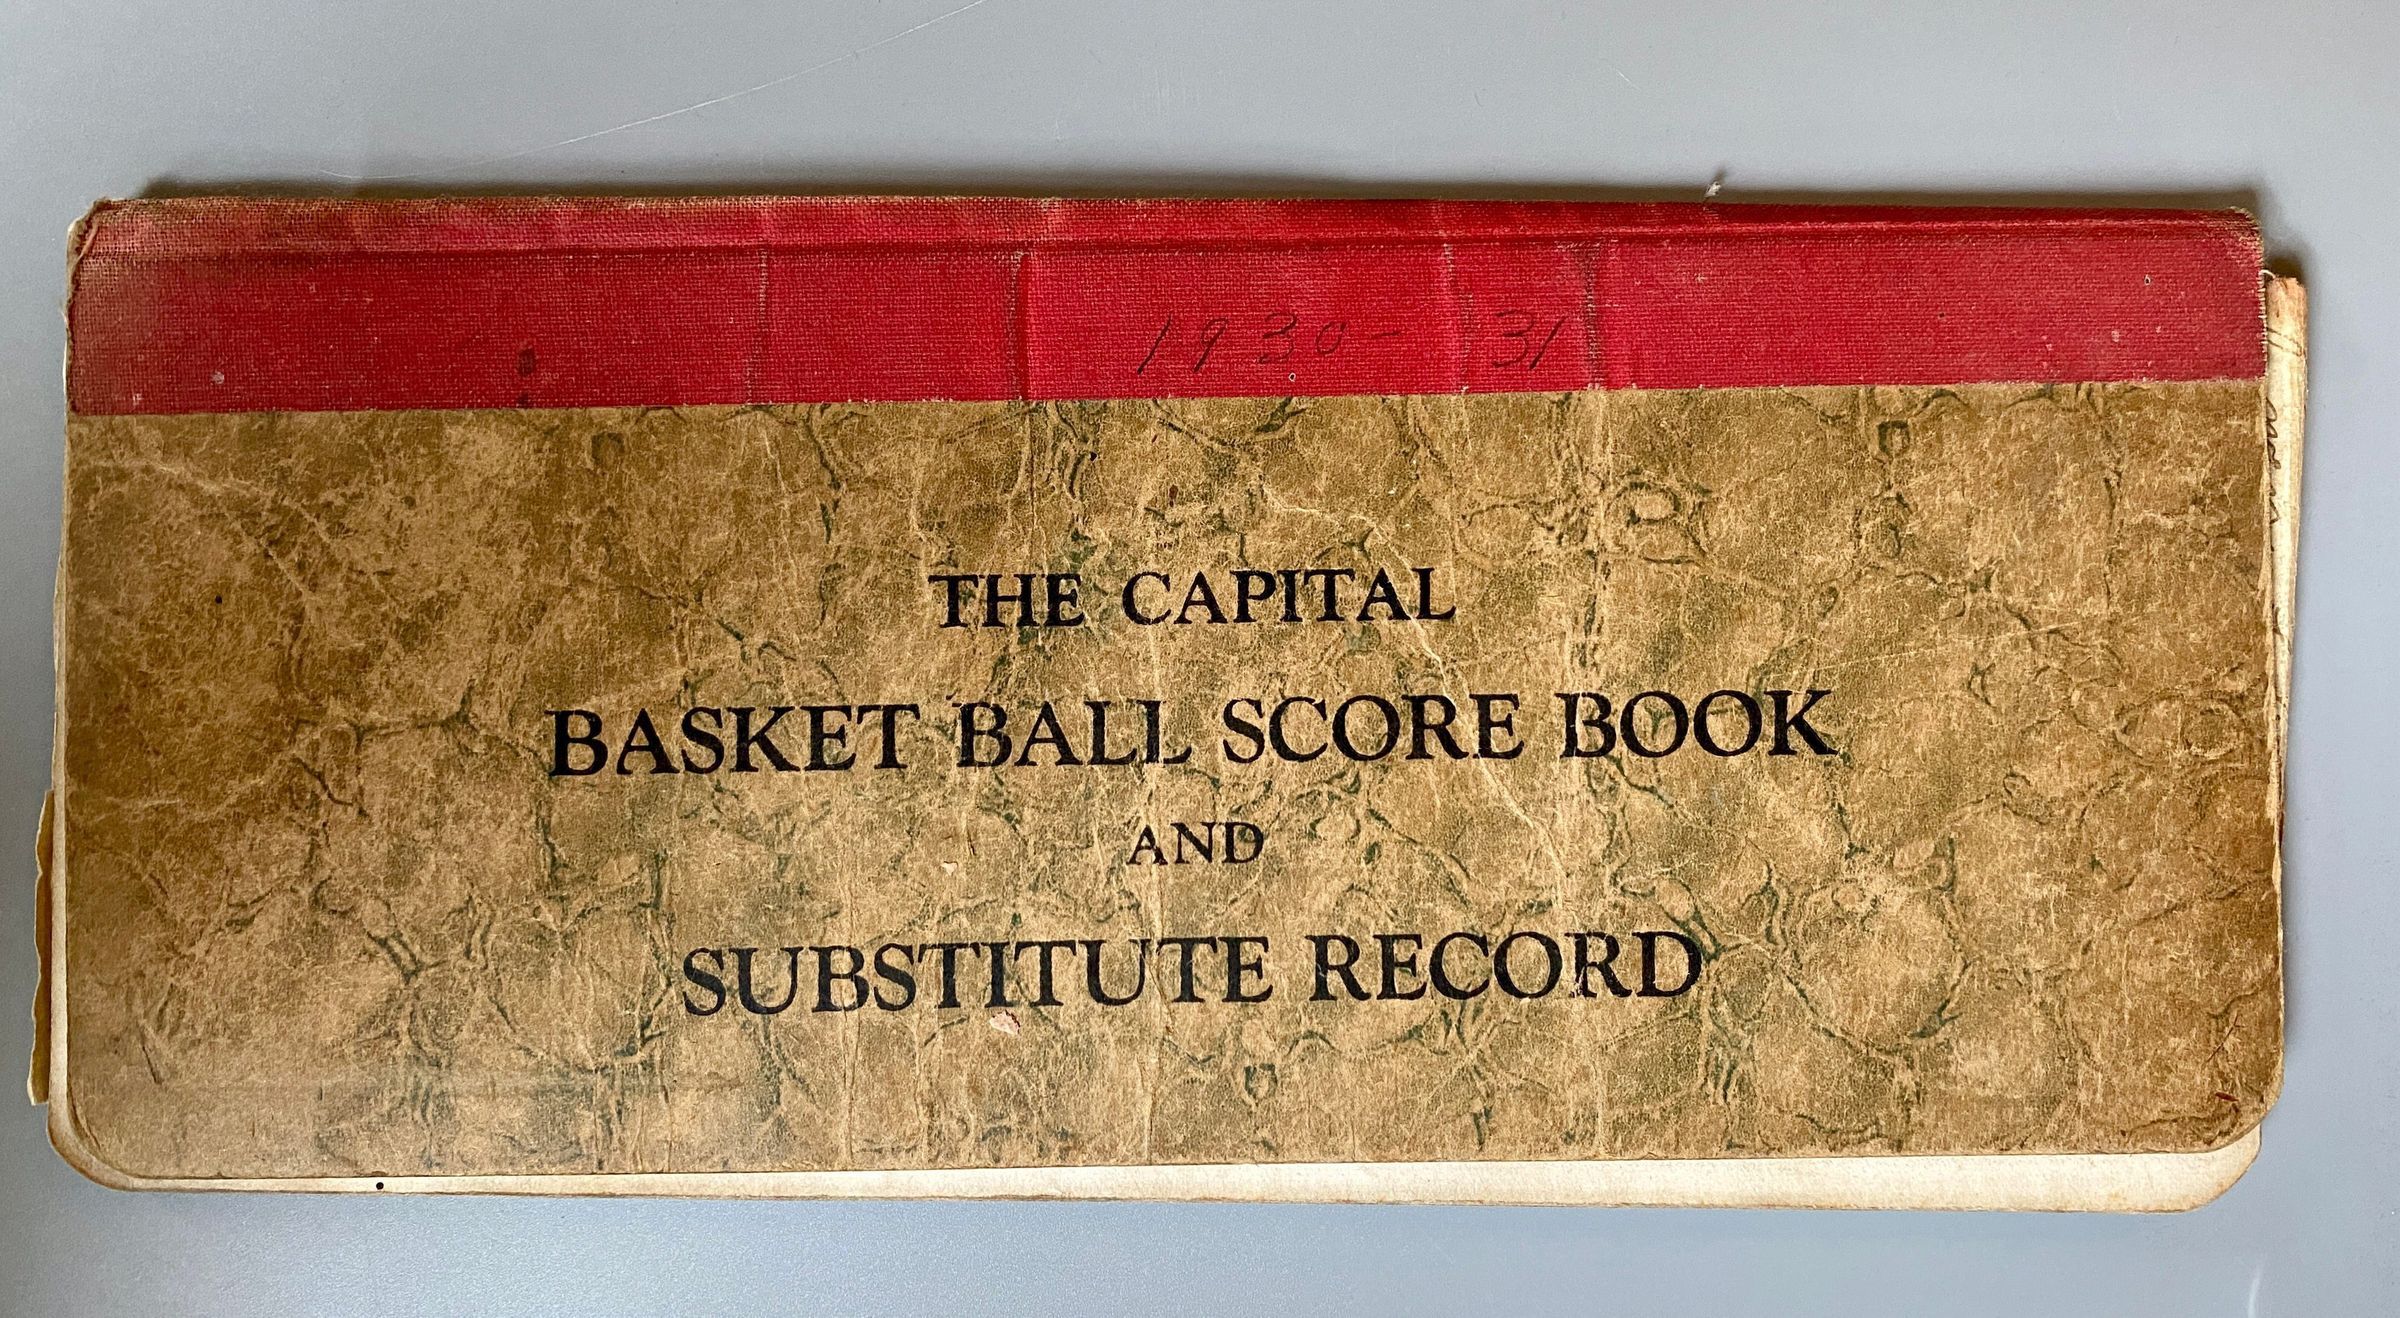 1930-31
THE CAPITAL
BASKET BALL SCORE BOOK
AND
SUBSTITUTE RECORD